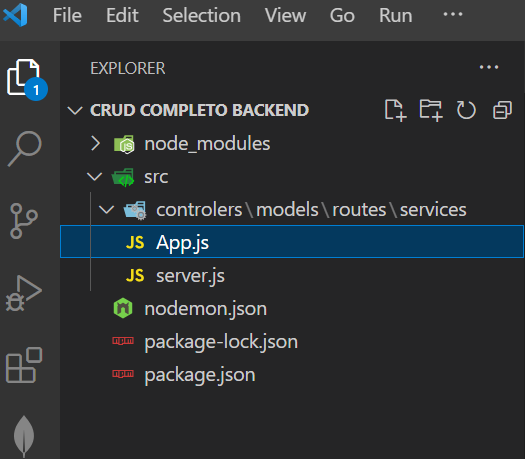 File Edit Selection View Go Run ...
EXPLORER ...
1
CRUD COMPLETO BACKEND
node_modules
src
controlers\models\routes\services
JS App.js
JS server.js
nodemon.json
package-lock.json
package.json